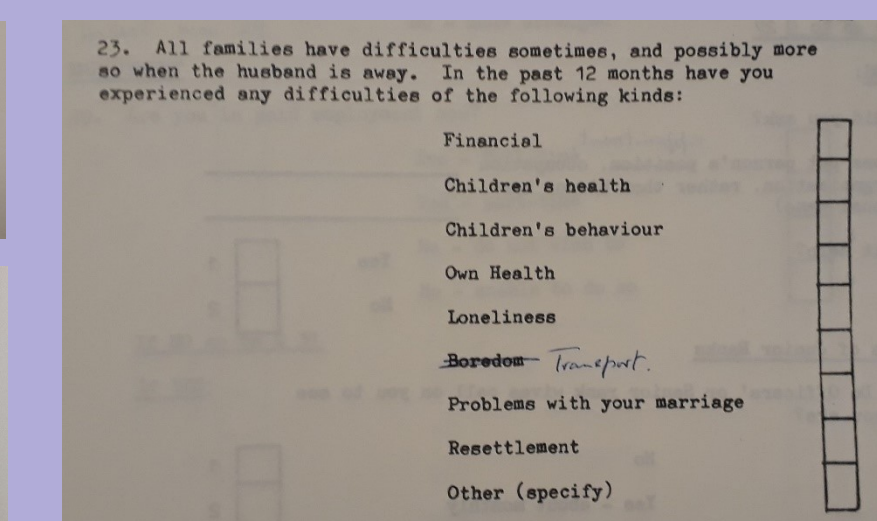 23. All families have difficulties sometimes, and possibly more
so when the husband is away. In the past 12 months have you
experienced any difficulties of the following kinds:
Financial
Children's health
Children's behaviour
Own Health
Loneliness
Boredom Transport.
Problems with your marriage
Resettlement
Other (specify)